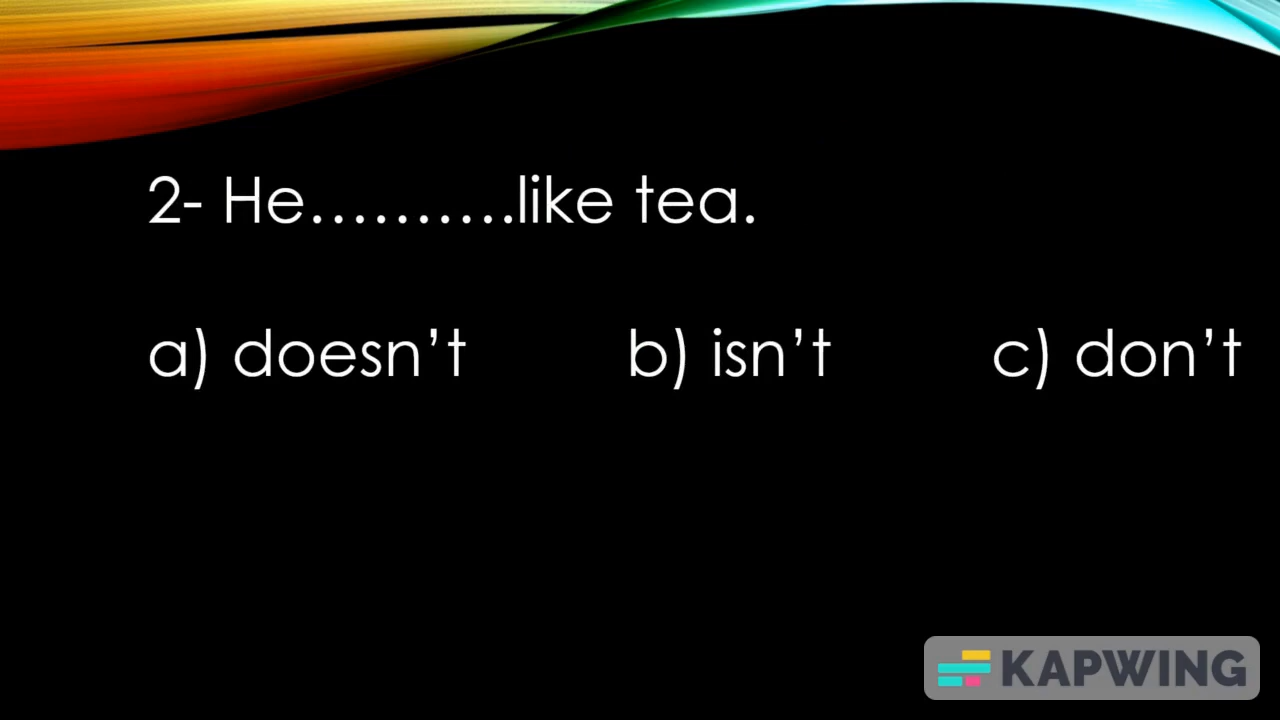 2- He..........like tea.
a) doesn’t b) isn’t c) don’t
KAPWING